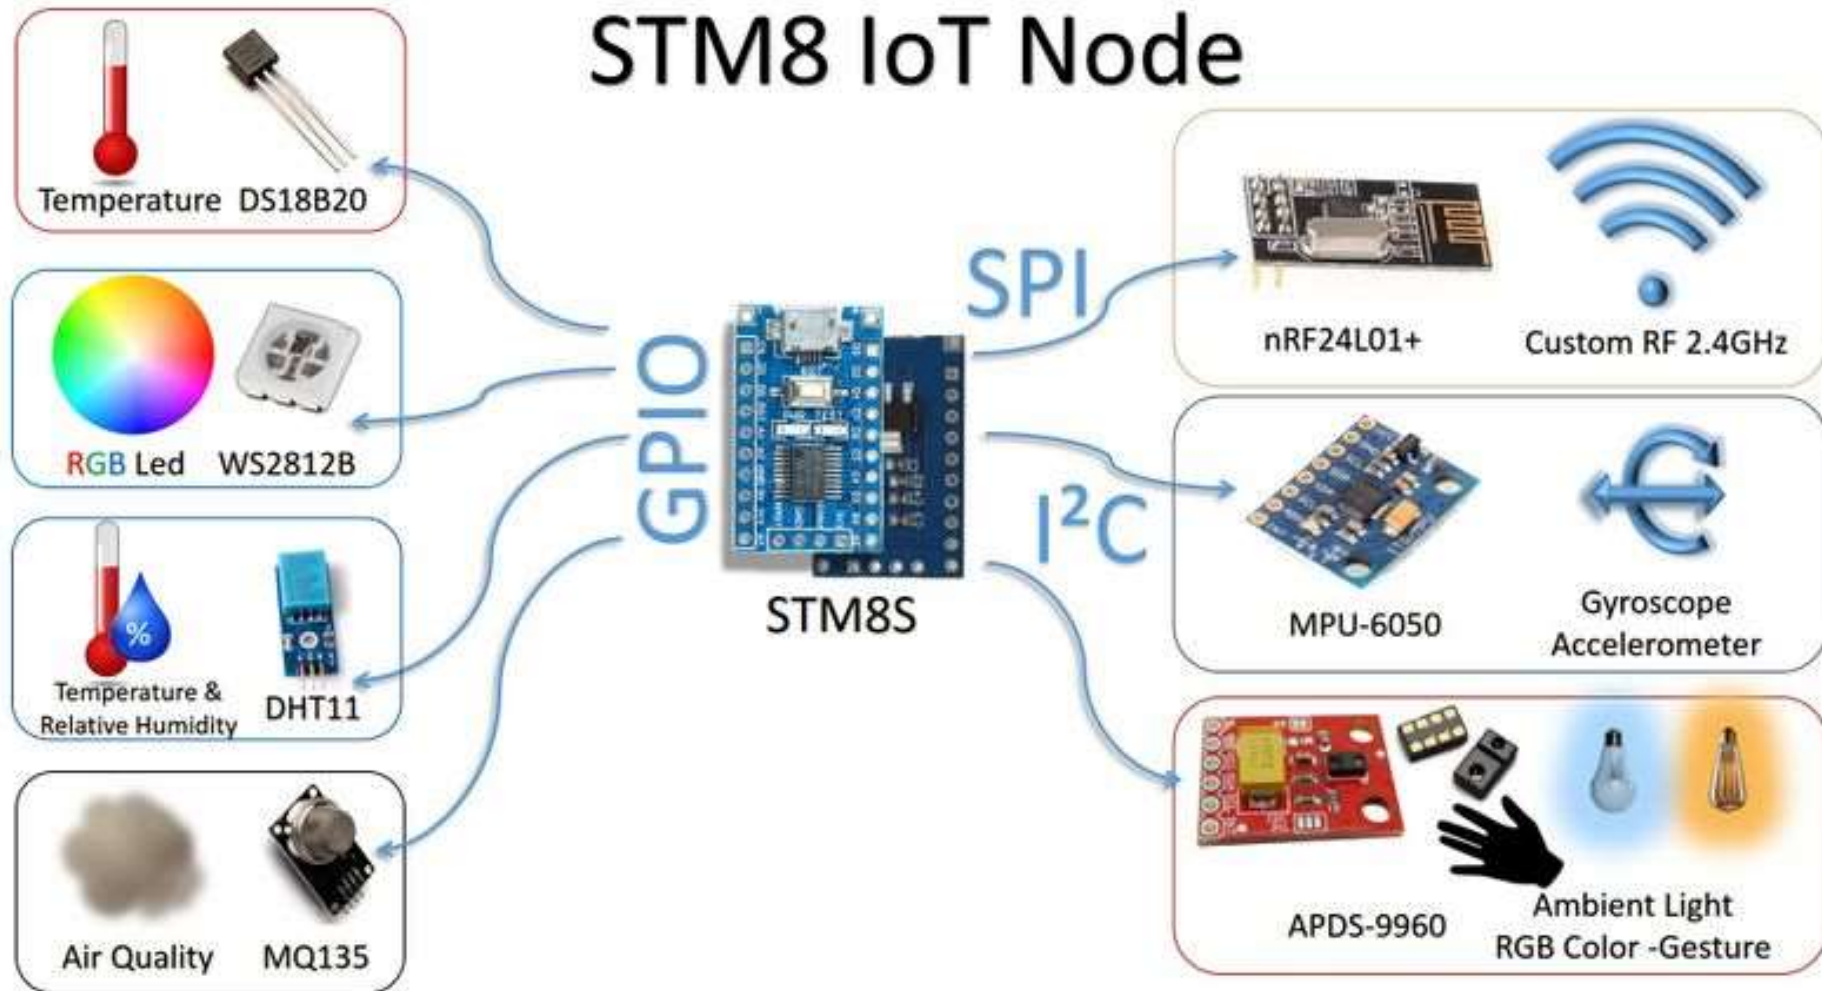 STM8 IoT Node
Temperature DS18B20
RGB Led WS2812B
%
Temperature &
Relative Humidity
DHT11
Air Quality MQ135
GPIO
STM8S
SPI
I²C
nRF24L01+
Custom RF 2.4GHz
MPU-6050
Gyroscope
Accelerometer
APDS-9960
Ambient Light
RGB Color -Gesture